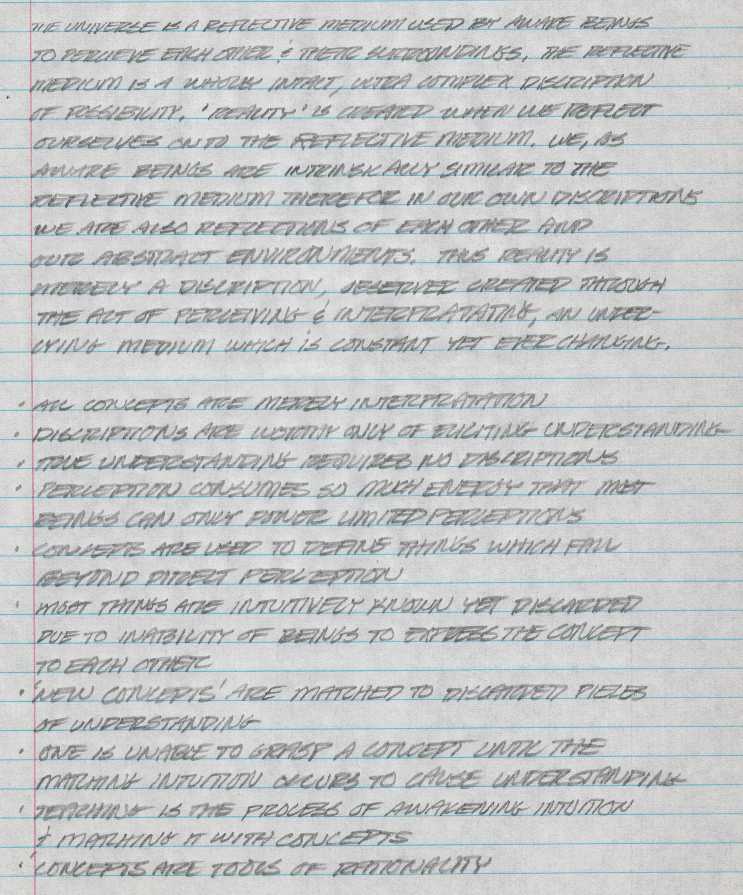 THE UNIVERSE IS A REFLECTIVE MEDIUM USED BY AWARE BEINGS
TO PERCIEVE EACH OTHER & THEIR SURROUNDINGS. THE REFLECTIVE
MEDIUM IS A WHOLEY INTACT, ULTRA COMPLEX DISCRIPTION
OF POSSIBILITY. 'REALITY' IS CREATED WHEN WE REFLECT
OURSELVES ONTO THE REFLECTIVE MEDIUM. WE, AS
AWARE BEINGS ARE INTRINSICALLY SIMILAR TO THE
REFLECTIVE MEDIUM THEREFOR IN OUR OWN DISCRIPTIONS
WE ARE ALSO REFLECTIONS OF EACH OTHER AND
OUR ABSTRACT ENVIRONMENTS. THUS REALITY IS
MERELY A DISCRIPTION, OBSERVER CREATED THROUGH
THE ACT OF PERCEIVING & INTERPRATATING, AN UNDER-
LYING MEDIUM WHICH IS CONSTANT YET EVER CHANGING.
• ALL CONCEPTS ARE MERELY INTERPRATATION
• DISCRIPTIONS ARE WORTHY ONLY OF ELICITING UNDERSTANDING
• TRUE UNDERSTANDING REQUIRES NO DISCRIPTIONS
• PERCEPTION CONSUMES SO MUCH ENERGY THAT MOST
BEINGS CAN ONLY POWER LIMITED PERCEPTIONS
• CONCEPTS ARE USED TO DEFINE THINGS WHICH FALL
BEYOND DIRECT PERCEPTION
• MOST THINGS ARE INTUITIVELY KNOWN YET DISCARDED
DUE TO INABILITY OF BEINGS TO EXPRESS THE CONCEPT
TO EACH OTHER
• 'NEW CONCEPTS' ARE MATCHED TO DISCARDED PIECES
OF UNDERSTANDING
• ONE IS UNABLE TO GRASP A CONCEPT UNTIL THE
MATCHING INTUITION OCCURS TO CAUSE UNDERSTANDING
• TEACHING IS THE PROCESS OF AWAKENING INTUITION
& MATCHING IT WITH CONCEPTS
• CONCEPTS ARE TOOLS OF RATIONALITY